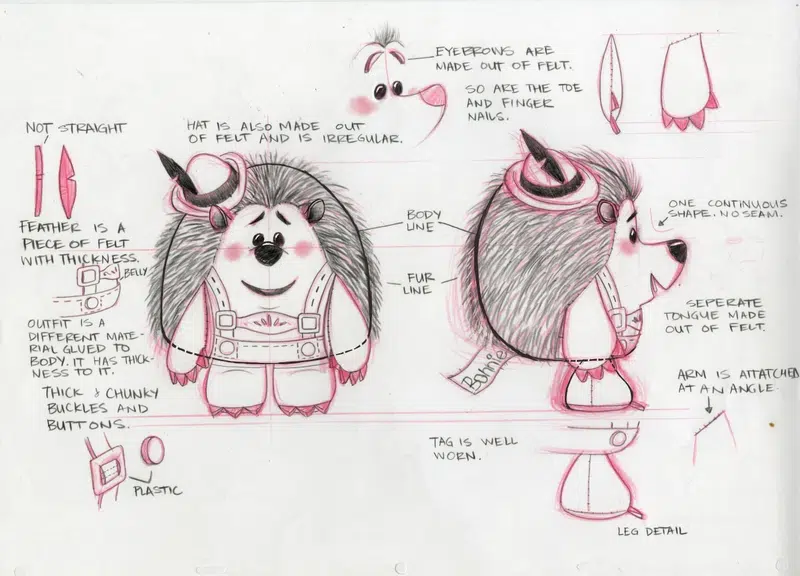 EYEBROWS ARE
MADE OUT OF FELT.
SO ARE THE TOE
AND FINGER
NAILS.
NOT STRAIGHT
HAT IS ALSO MADE OUT
OF FELT AND IS IRREGULAR.
FEATHER IS A
PIECE OF FELT
WITH THICKNESS.
BELLY
BODY
LINE
FUR
LINE
ONE CONTINUOUS
SHAPE. NO SEAM.
OUTFIT IS A
DIFFERENT MATE-
RIAL GLUED TO
BODY. IT HAS THICK-
NESS TO IT.
SEPERATE
TONGUE MADE
OUT OF FELT.
Bonnie
THICK & CHUNKY
BUCKLES AND
BUTTONS.
ARM IS ATTATCHED
AT AN ANGLE.
TAG IS WELL
WORN.
PLASTIC
LEG DETAIL